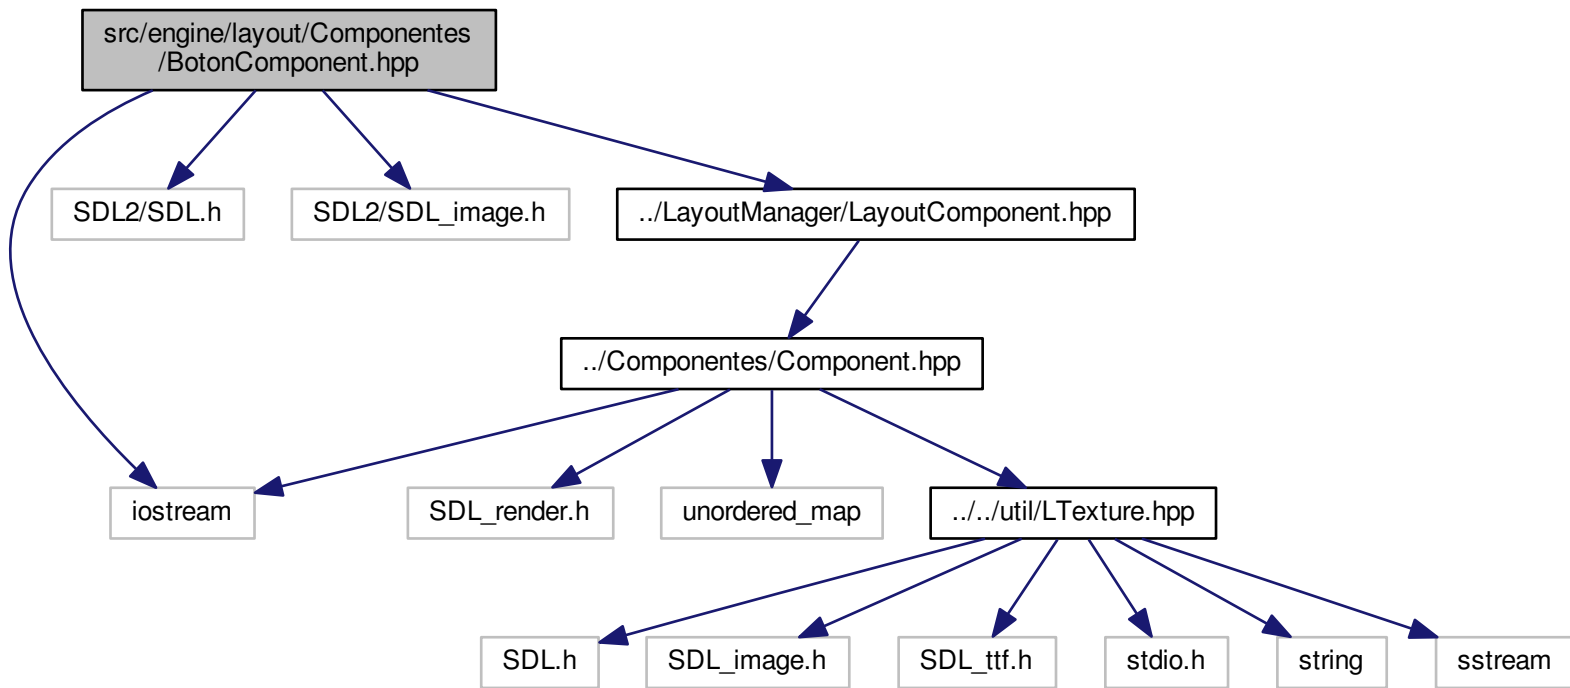 src/engine/layout/Componentes
/BotonComponent.hpp
SDL2/SDL.h
SDL2/SDL_image.h
../LayoutManager/LayoutComponent.hpp
../Componentes/Component.hpp
iostream
SDL_render.h
unordered_map
../../util/LTexture.hpp
SDL.h
SDL_image.h
SDL_ttf.h
stdio.h
string
sstream